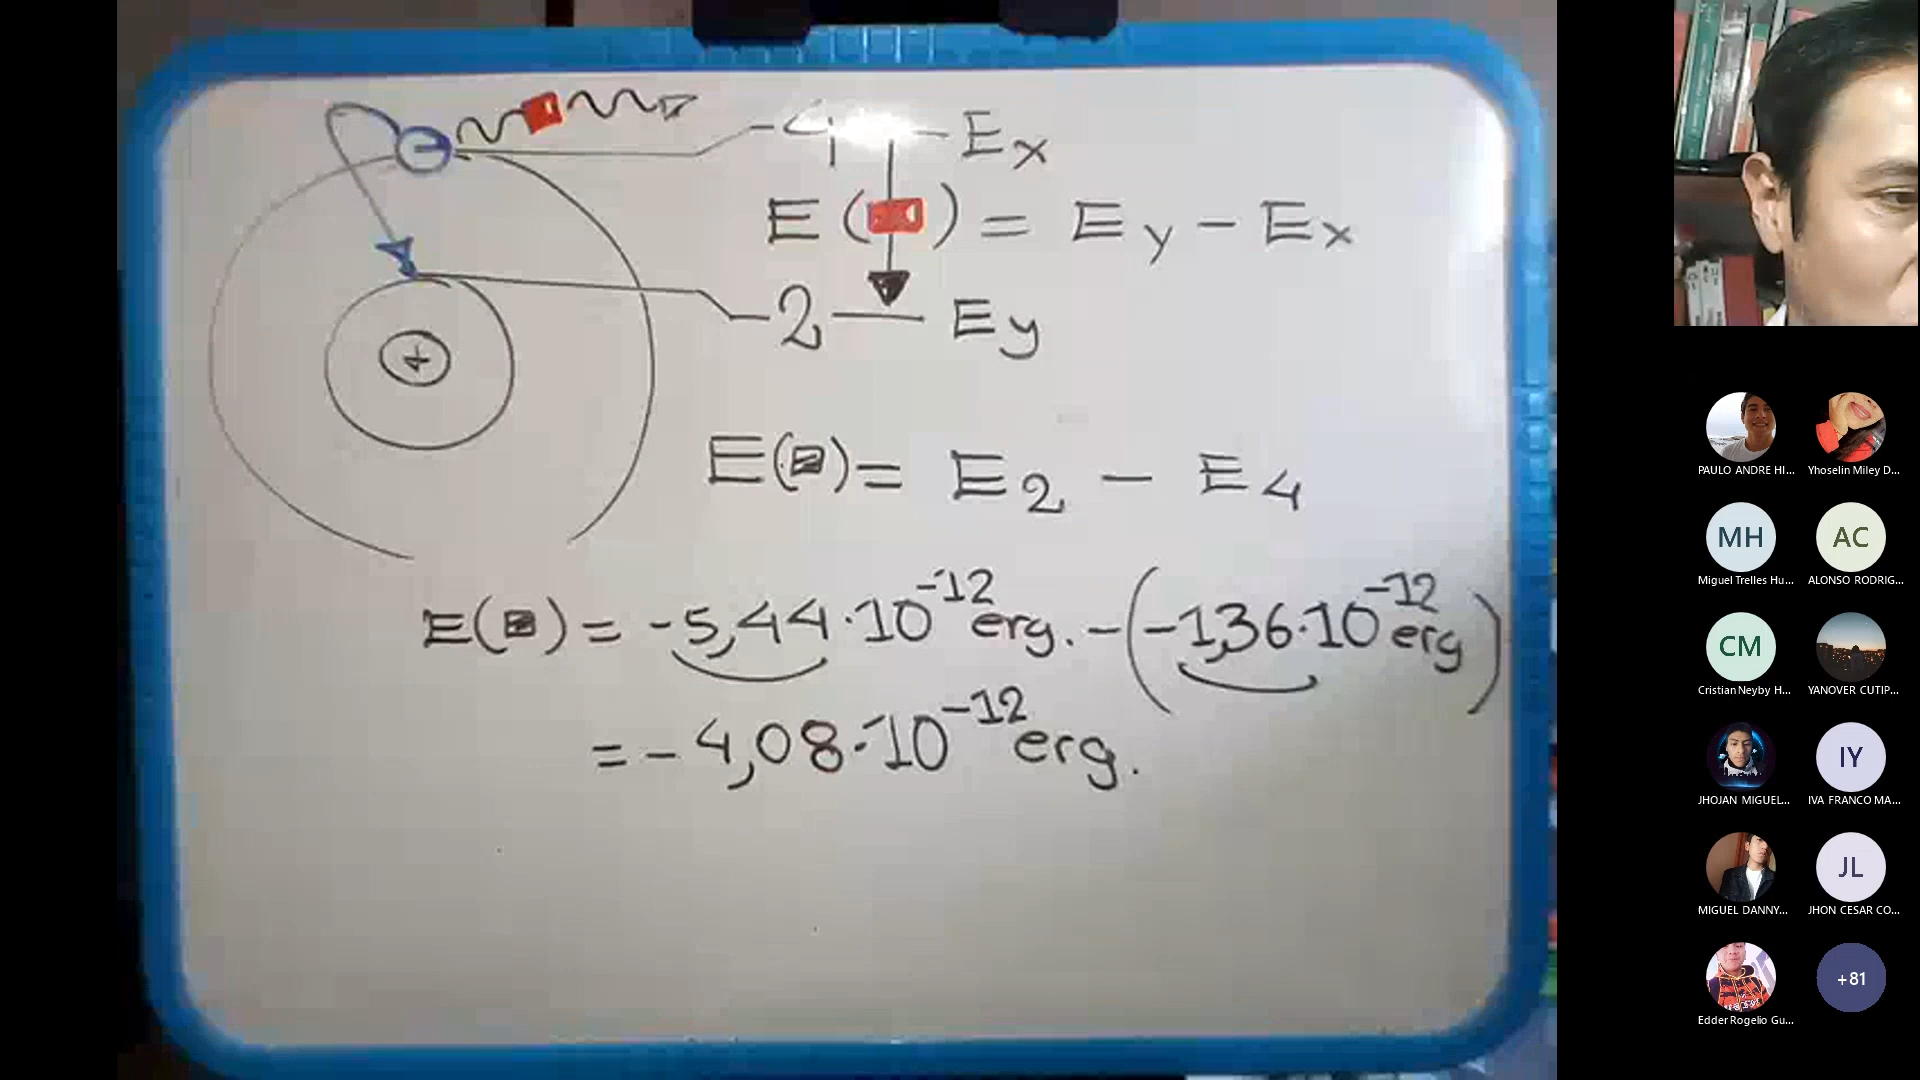 -4 — Ex
E( ) = Ey - Ex
-2 — Ey
+
E( ) = E2 - E4
E( ) = -5,44·10^-12 erg. - (-1,36·10^-12 erg)
= -4,08·10^-12 erg.
PAULO ANDRE HI...
Yhoselin Miley D...
MH
AC
Miguel Trelles Hu...
ALONSO RODRIG...
CM
Cristian Neyby H...
YANOVER CUTIP...
IY
JHOJAN MIGUEL...
IVA FRANCO MA...
JL
MIGUEL DANNY...
JHON CESAR CO...
+81
Edder Rogelio Gu...